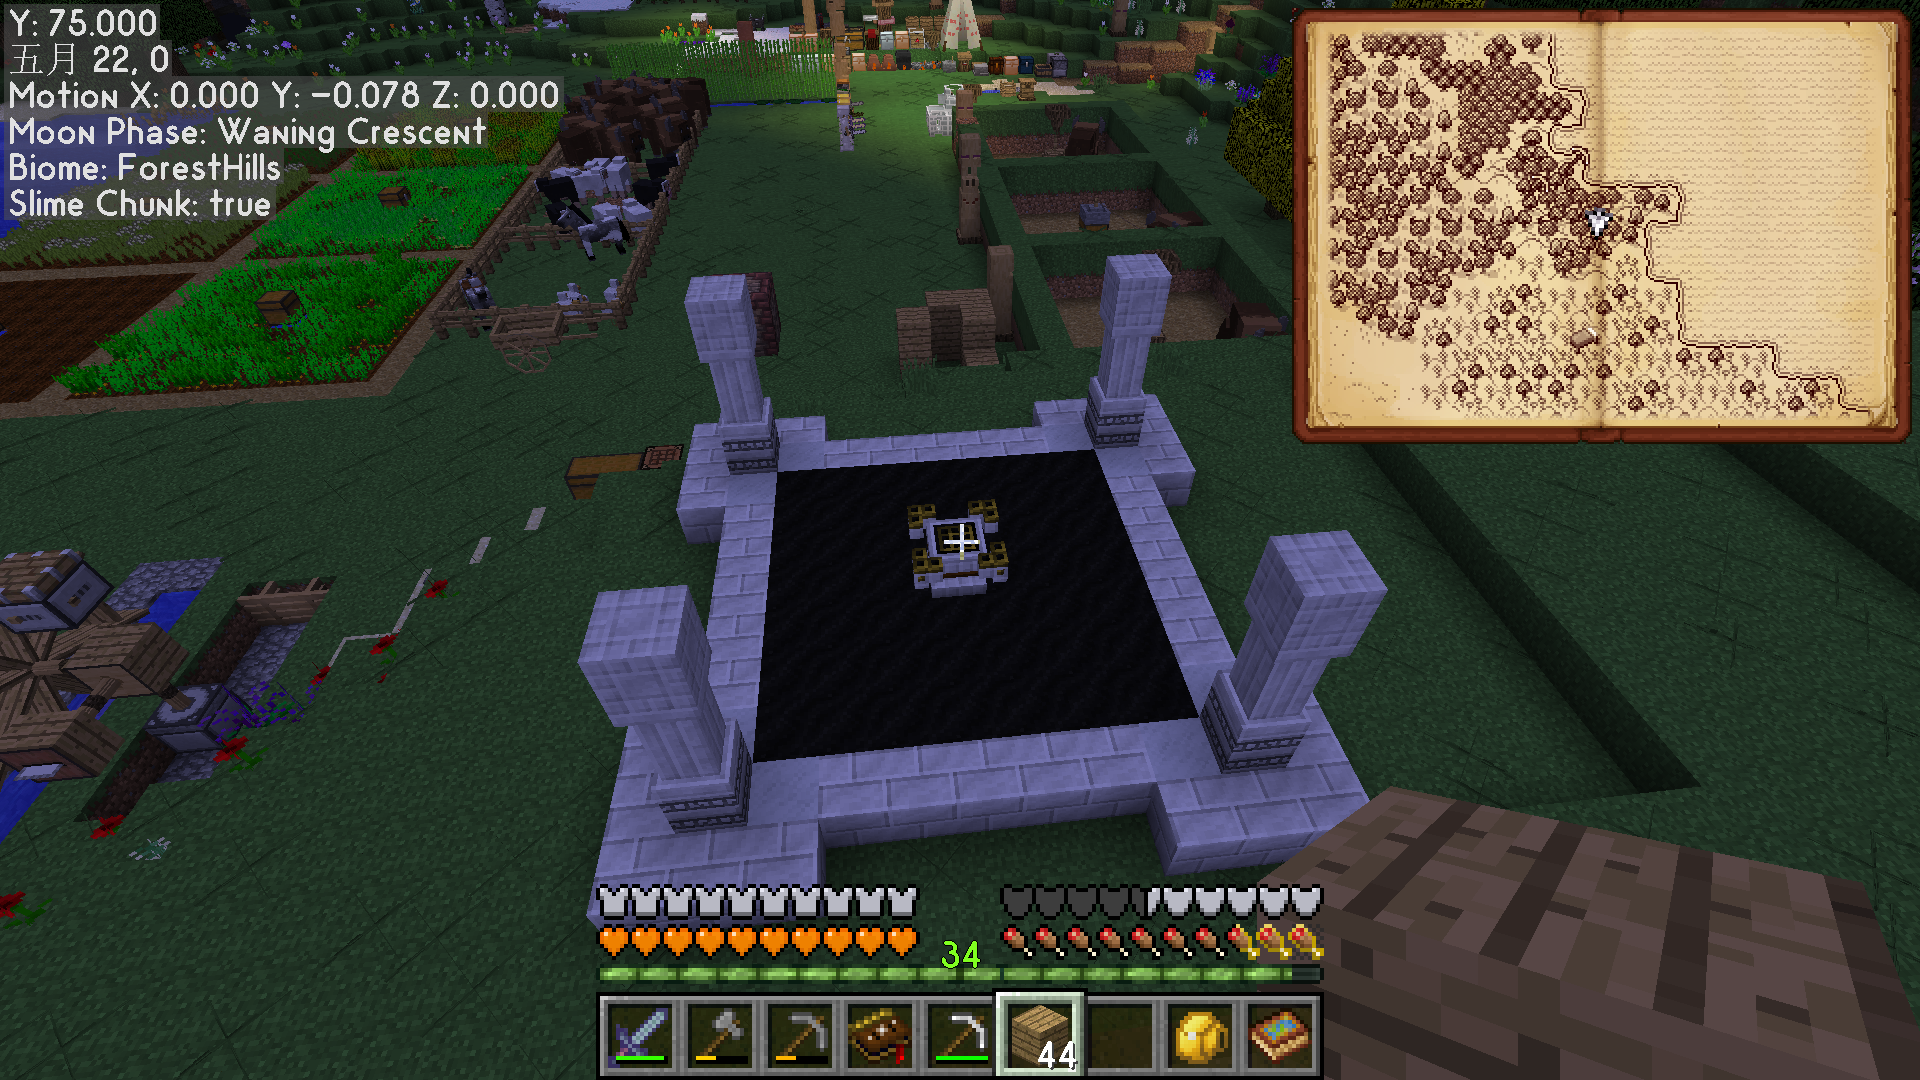 Y: 75.000
五月 22, 0
Motion X: 0.000 Y: -0.078 Z: 0.000
Moon Phase: Waning Crescent
Biome: ForestHills
Slime Chunk: true
34
44